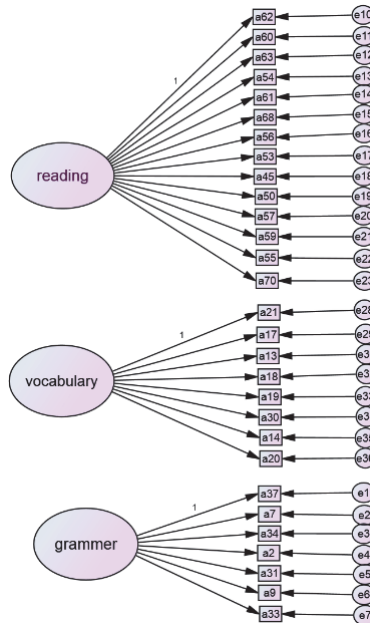 a62 e10
a60 e11
a63 e12
1
a54 e13
a61 e14
a68 e15
a56 e16
a53 e17
reading a45 e18
a50 e19
a57 e20
a59 e21
a55 e22
a70 e23
a21 e28
1
a17 e29
a13
a18
vocabulary
a19
a30
a14
a20
a37 e1
1
a7 e2
a34 e3
grammer a2 e4
a31 e5
a9 e6
a33 e7